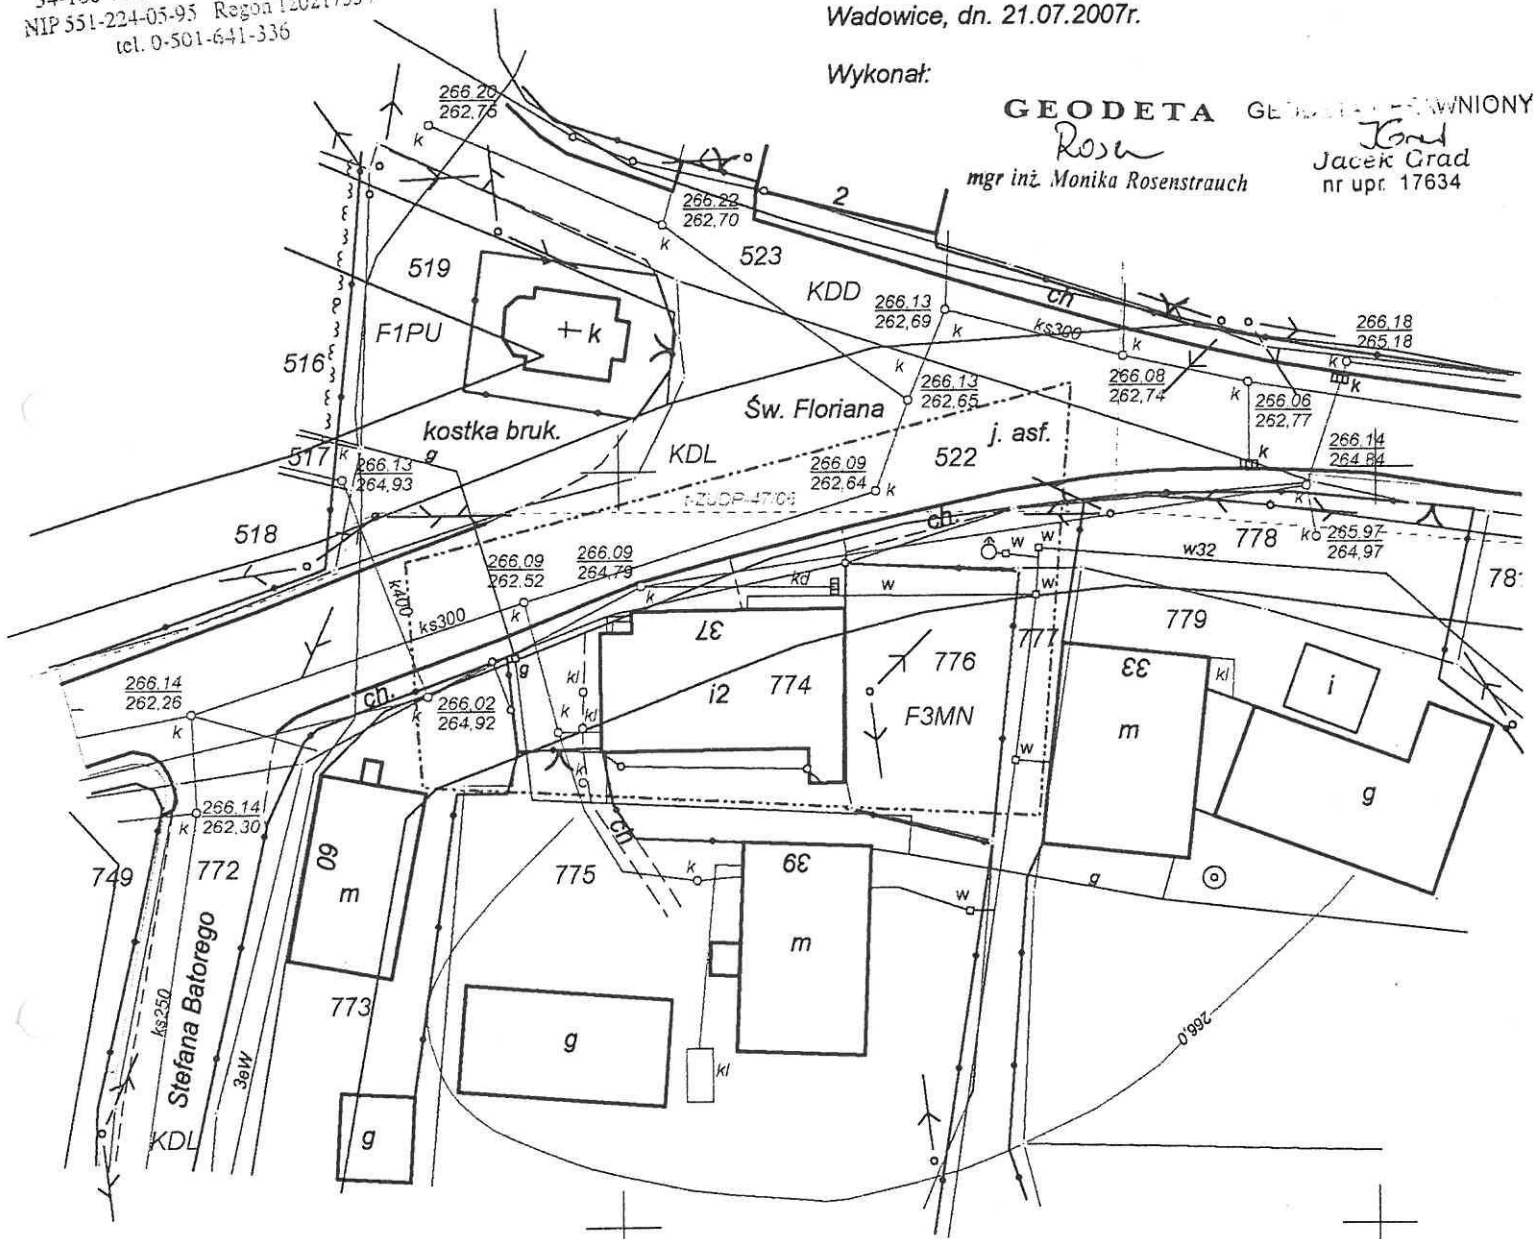 NIP 551-224-05-95 Regon
tel. 0-501-641-336
Wadowice, dn. 21.07.2007r.
Wykonał:
GEODETA
mgr inż. Monika Rosenstrauch
Jacek Grad
nr upr. 17634
266.20
262,75
k
266.22
262,70
k
2
523
519
KDD
ch
266.13
262,69
k
ks300
266,18
265,18
k
k
F1PU
k
516
k
266.13
262,65
266.08
262,74
k
k
266.06
262,77
Św. Floriana
kostka bruk.
g
KDL
j. asf.
522
k
266.14
264.84
k
517
k
266.13
264,93
266.09
262,64
k
518
ch.
k
265.97
264,97
778
w32
w
w
781
266.09
262.52
266.09
264,79
k
kd
w
k400
ks300
37
777
779
776
33
266.14
262,26
k
ch.
k
266,02
264,92
g
kl
i2
774
kl
k
k
F3MN
w
m
kl
i
g
266.14
262,30
k
749
772
60
m
ch
775
k
39
w
g
m
Stefana Batorego
ks250
773
g
kl
266,0
KDL
g